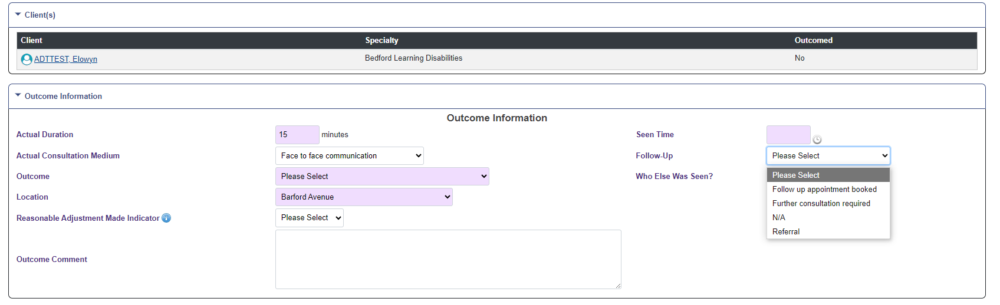 Client(s)
Client Specialty Outcomed
ADTTEST, Elowyn Bedford Learning Disabilities No
Outcome Information
Outcome Information
Actual Duration 15 minutes Seen Time
Actual Consultation Medium Face to face communication Follow-Up Please Select
Outcome Please Select Who Else Was Seen? Please Select
Follow up appointment booked
Location Barford Avenue Further consultation required
Reasonable Adjustment Made Indicator Please Select N/A
Referral
Outcome Comment